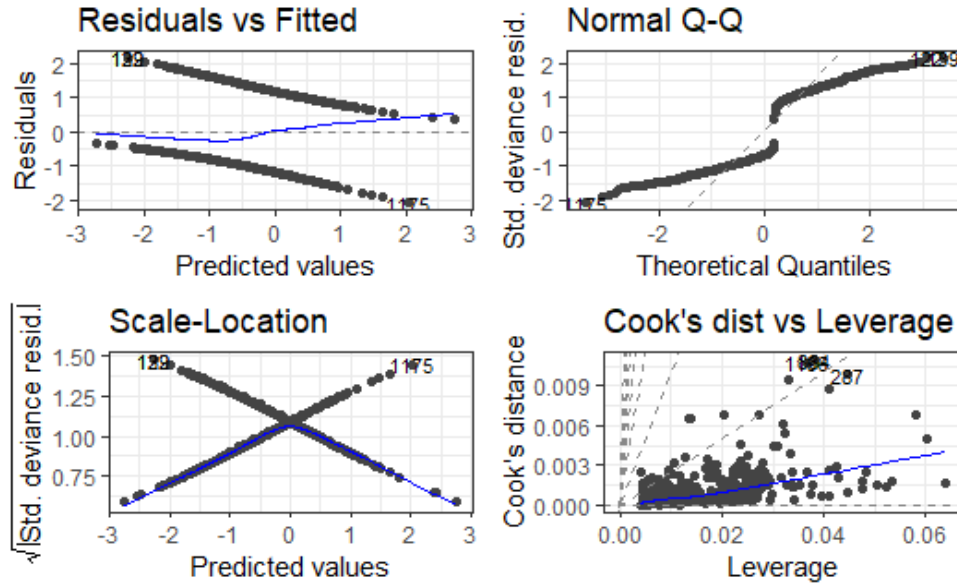 Residuals vs Fitted
Residuals
2
1
0
-1
-2
1175
-3 -2 -1 0 1 2 3
Predicted values
Normal Q-Q
Std. deviance resid.
2
1
0
-1
-2
1175
-2 0 2
Theoretical Quantiles
Scale-Location
√|Std. deviance resid.|
1.50
1.25
1.00
0.75
1175
-3 -2 -1 0 1 2 3
Predicted values
Cook's dist vs Leverage
Cook's distance
0.009
0.006
0.003
0.000
287
0.00 0.02 0.04 0.06
Leverage